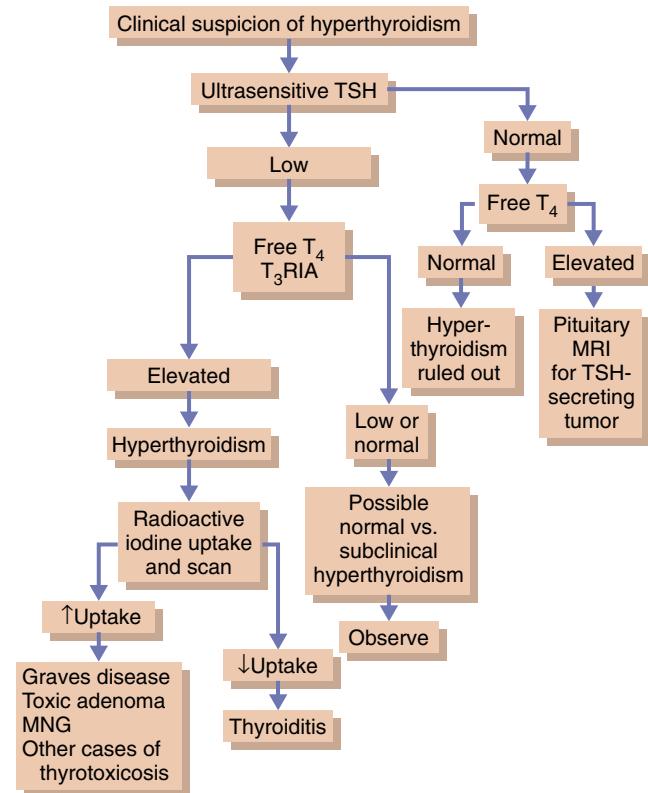 Clinical suspicion of hyperthyroidism
Ultrasensitive TSH
Normal
Low
Free T₄
Free T₄
T₃RIA
Normal
Elevated
Hyper-
thyroidism
ruled out
Pituitary
MRI
for TSH-
secreting
tumor
Elevated
Low or
normal
Hyperthyroidism
Possible
normal vs.
subclinical
hyperthyroidism
Radioactive
iodine uptake
and scan
Observe
↑Uptake
↓Uptake
Graves disease
Toxic adenoma
MNG
Other cases of
thyrotoxicosis
Thyroiditis